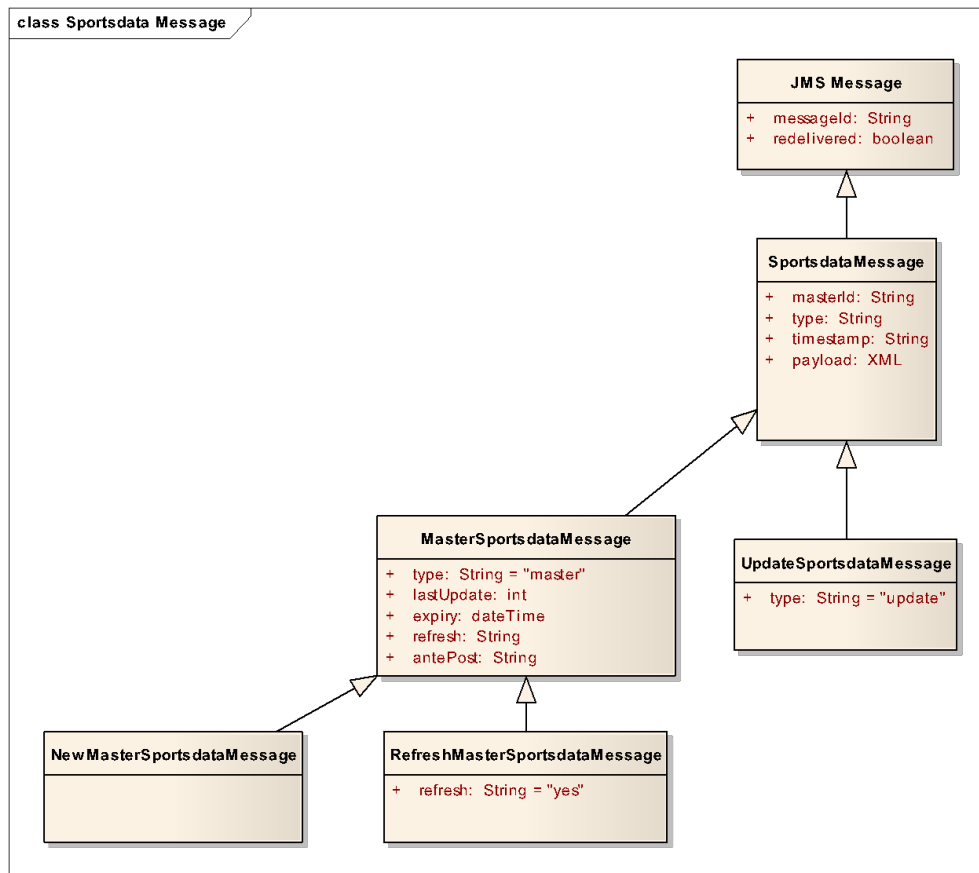 class Sportsdata Message
JMS Message
+ messageId: String
+ redelivered: boolean
SportsdataMessage
+ masterId: String
+ type: String
+ timestamp: String
+ payload: XML
MasterSportsdataMessage
+ type: String = "master"
+ lastUpdate: int
+ expiry: dateTime
+ refresh: String
+ antePost: String
UpdateSportsdataMessage
+ type: String = "update"
NewMasterSportsdataMessage
RefreshMasterSportsdataMessage
+ refresh: String = "yes"